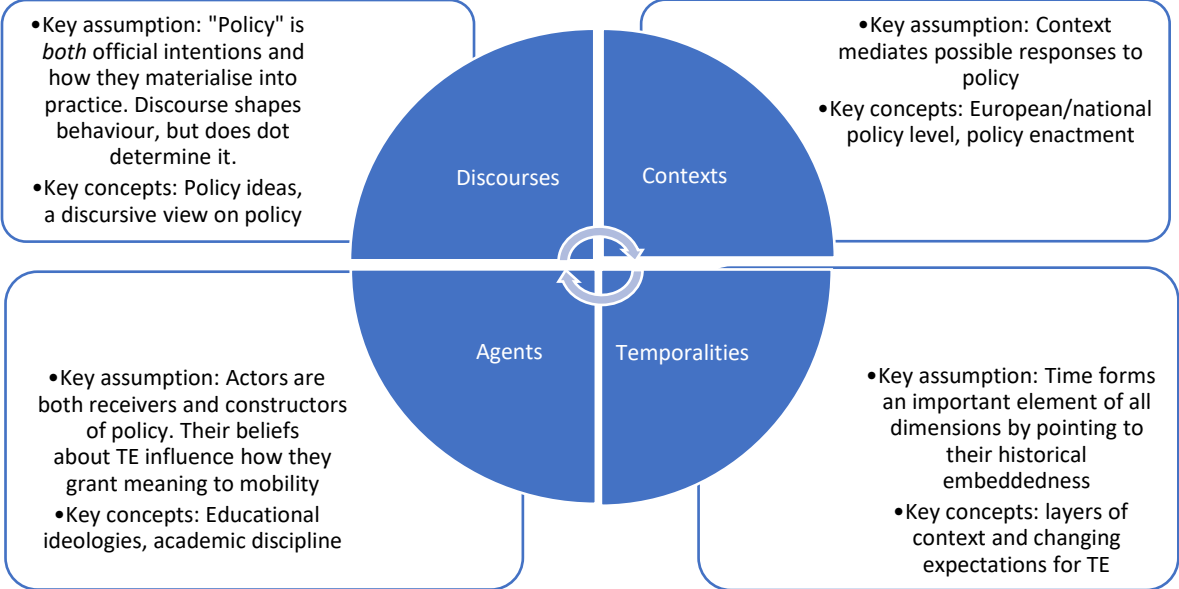 •Key assumption: "Policy" is
both official intentions and
how they materialise into
practice. Discourse shapes
behaviour, but does dot
determine it.
•Key concepts: Policy ideas,
a discursive view on policy
•Key assumption: Context
mediates possible responses to
policy
•Key concepts: European/national
policy level, policy enactment
Discourses
Contexts
Agents
Temporalities
•Key assumption: Actors are
both receivers and constructors
of policy. Their beliefs
about TE influence how they
grant meaning to mobility
•Key concepts: Educational
ideologies, academic discipline
•Key assumption: Time forms
an important element of all
dimensions by pointing to
their historical
embeddedness
•Key concepts: layers of
context and changing
expectations for TE